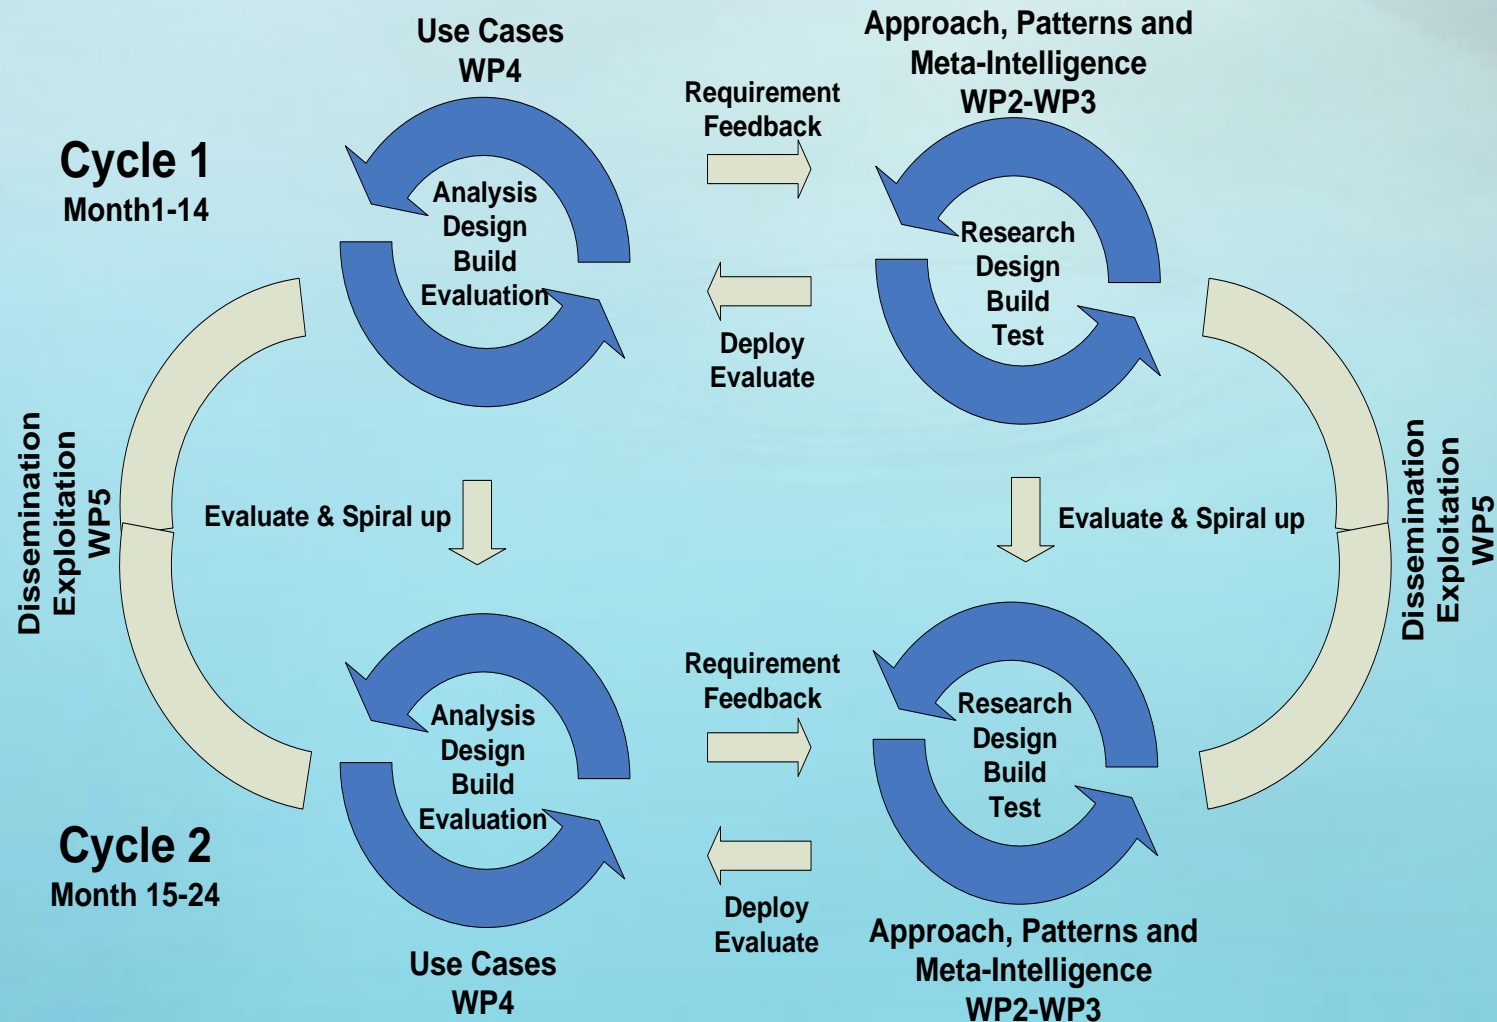 Use Cases
WP4
Approach, Patterns and
Meta-Intelligence
WP2-WP3
Cycle 1
Month1-14
Requirement
Feedback
Analysis
Design
Build
Evaluation
Research
Design
Build
Test
Deploy
Evaluate
Dissemination
Exploitation
WP5
Evaluate & Spiral up
Evaluate & Spiral up
Dissemination
Exploitation
WP5
Requirement
Feedback
Analysis
Design
Build
Evaluation
Research
Design
Build
Test
Cycle 2
Month 15-24
Deploy
Evaluate
Use Cases
WP4
Approach, Patterns and
Meta-Intelligence
WP2-WP3